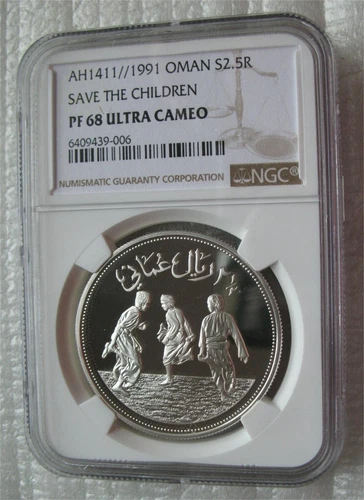 AH1411//1991 OMAN S2.5R
SAVE THE CHILDREN
PF 68 ULTRA CAMEO
6409439-006
NUMISMATIC GUARANTY CORPORATION
NGC®
ريال عماني